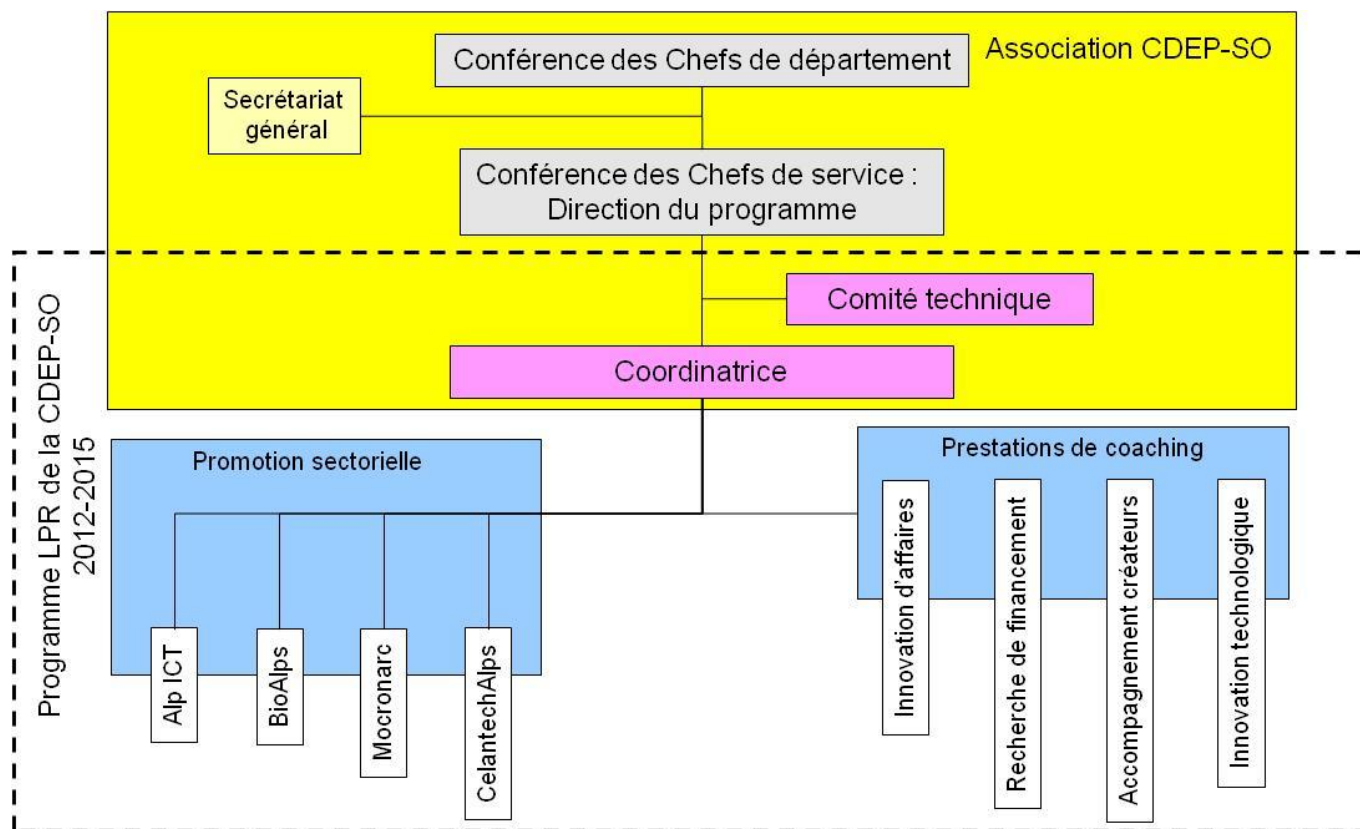 Conférence des Chefs de département
Association CDEP-SO
Secrétariat
général
Conférence des Chefs de service :
Direction du programme
Comité technique
Coordinatrice
Programme LPR de la CDEP-SO
2012-2015
Promotion sectorielle
Alp ICT
BioAlps
Mocronarc
CelantechAlps
Prestations de coaching
Innovation d'affaires
Recherche de financement
Accompagnement créateurs
Innovation technologique